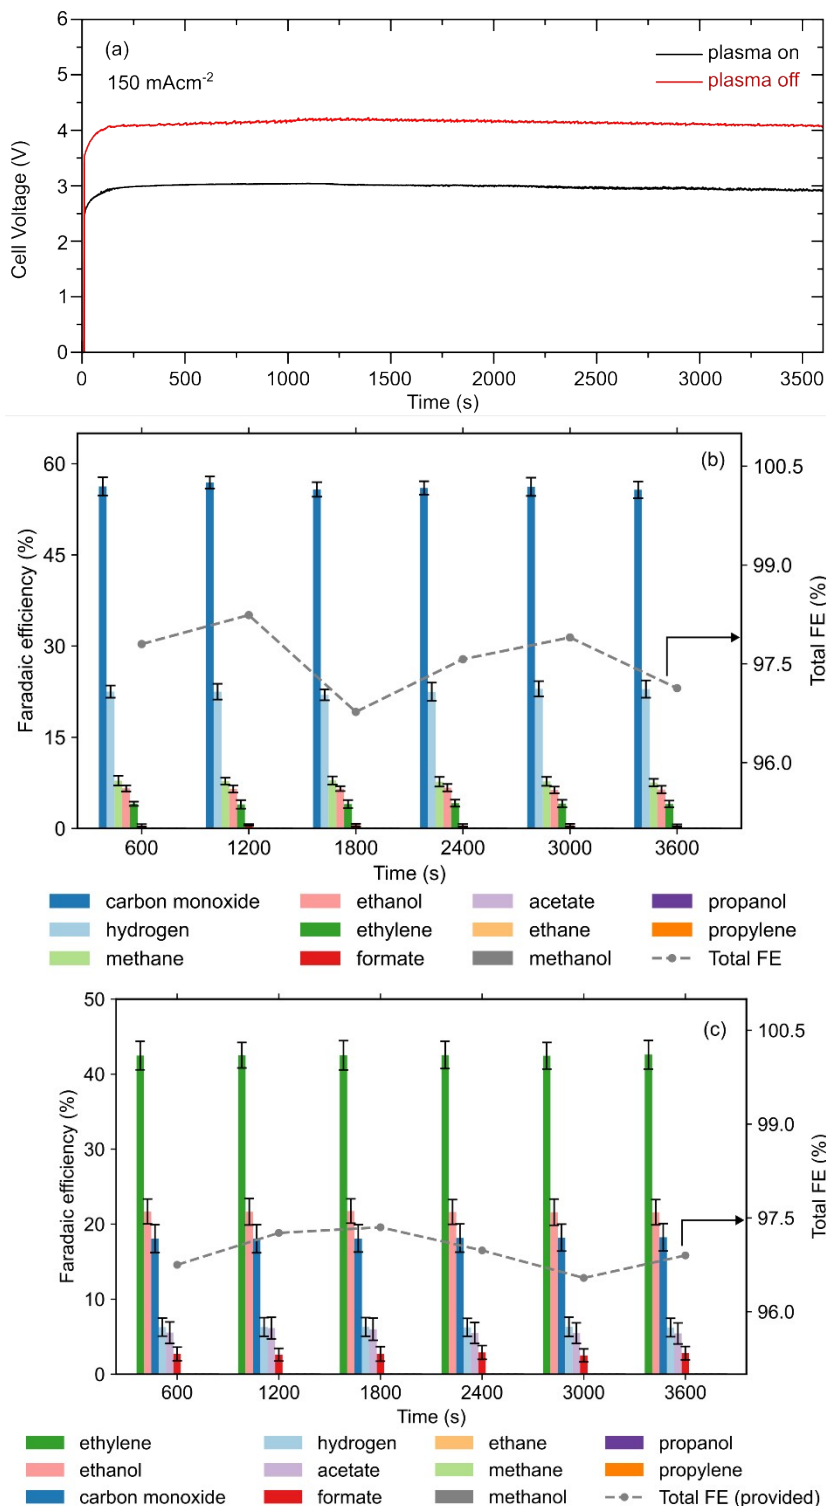 6
(a)
plasma on
5
150 mAcm-2
plasma off
4
3
2
1
0
Cell Voltage (V)
0 500 1000 1500 2000 2500 3000 3500
Time (s)
(b)
60
45
30
15
0
Faradaic efficiency (%)
100.5
99.0
97.5
96.0
Total FE (%)
600 1200 1800 2400 3000 3600
Time (s)
carbon monoxide ethanol acetate propanol
hydrogen ethylene ethane propylene
methane formate methanol Total FE
(c)
50
40
30
20
10
0
Faradaic efficiency (%)
100.5
99.0
97.5
96.0
Total FE (%)
600 1200 1800 2400 3000 3600
Time (s)
ethylene hydrogen ethane propanol
ethanol acetate methane propylene
carbon monoxide formate methanol Total FE (provided)